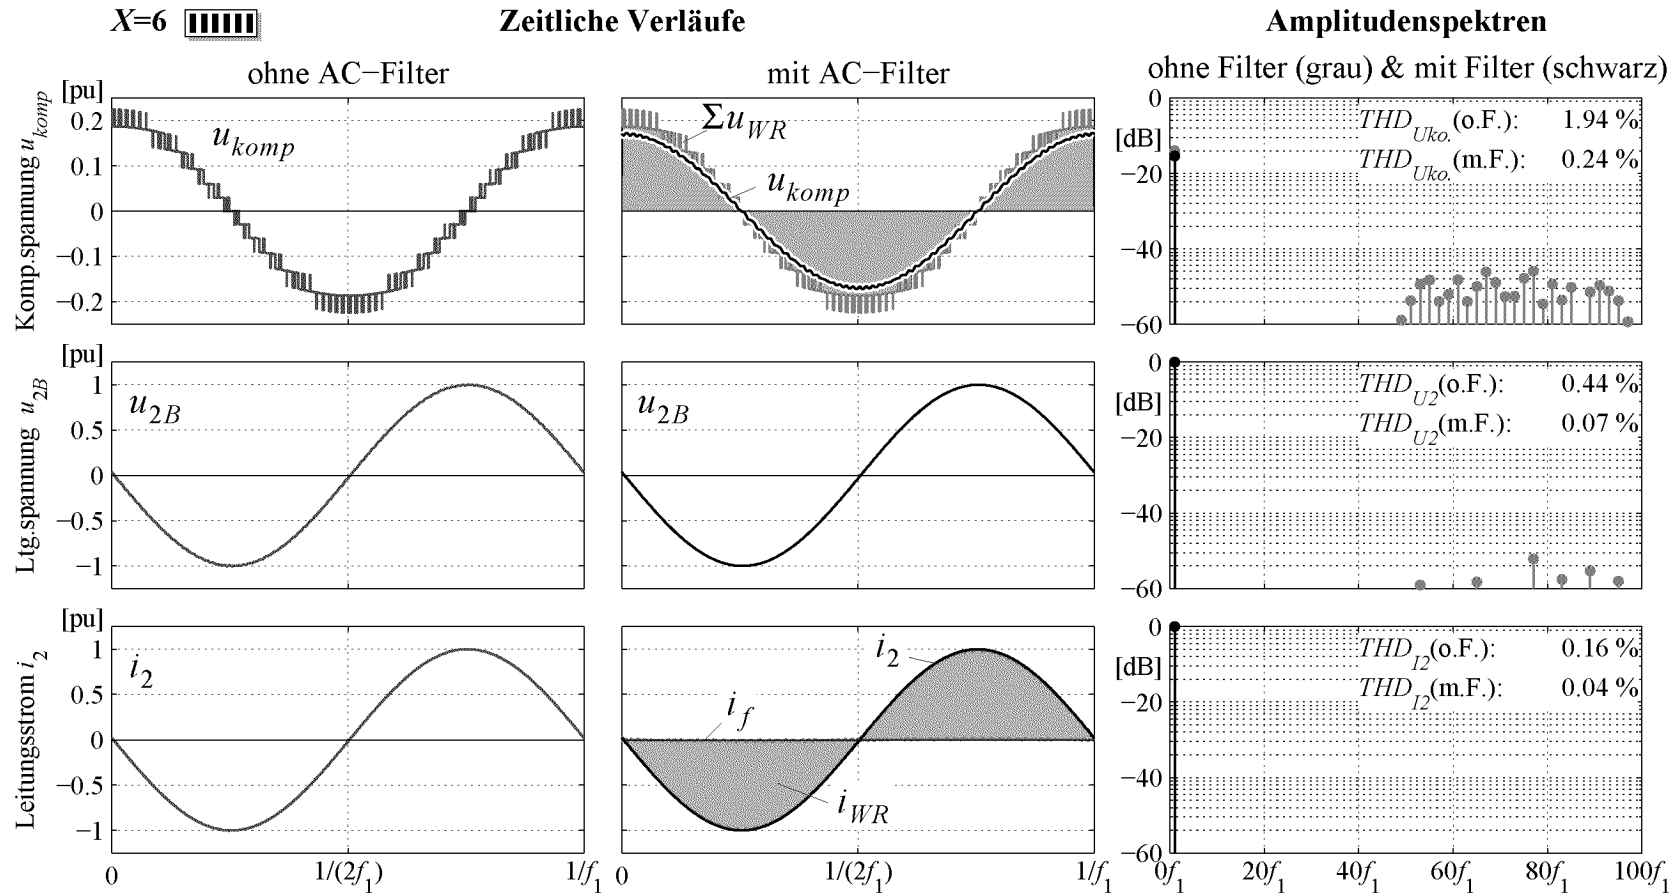 X=6 Zeitliche Verläufe Amplitudenspektren
ohne AC−Filter mit AC−Filter ohne Filter (grau) & mit Filter (schwarz)
Komp.spannung u_komp
[pu]
0.2
0.1
0
−0.1
−0.2
u_komp
Σu_WR
u_komp
[dB]
0
−20
−40
−60
THD_Uko. (o.F.): 1.94 %
THD_Uko. (m.F.): 0.24 %
Ltg.spannung u_2B
[pu]
1
0.5
0
−0.5
−1
u_2B
u_2B
[dB]
0
−20
−40
−60
THD_U2 (o.F.): 0.44 %
THD_U2 (m.F.): 0.07 %
Leitungsstrom i_2
[pu]
1
0.5
0
−0.5
−1
i_2
i_2
i_f
i_WR
[dB]
0
−20
−40
−60
THD_I2 (o.F.): 0.16 %
THD_I2 (m.F.): 0.04 %
0 1/(2f_1) 1/f_1 0 1/(2f_1) 1/f_1 0f_1 20f_1 40f_1 60f_1 80f_1 100f_1